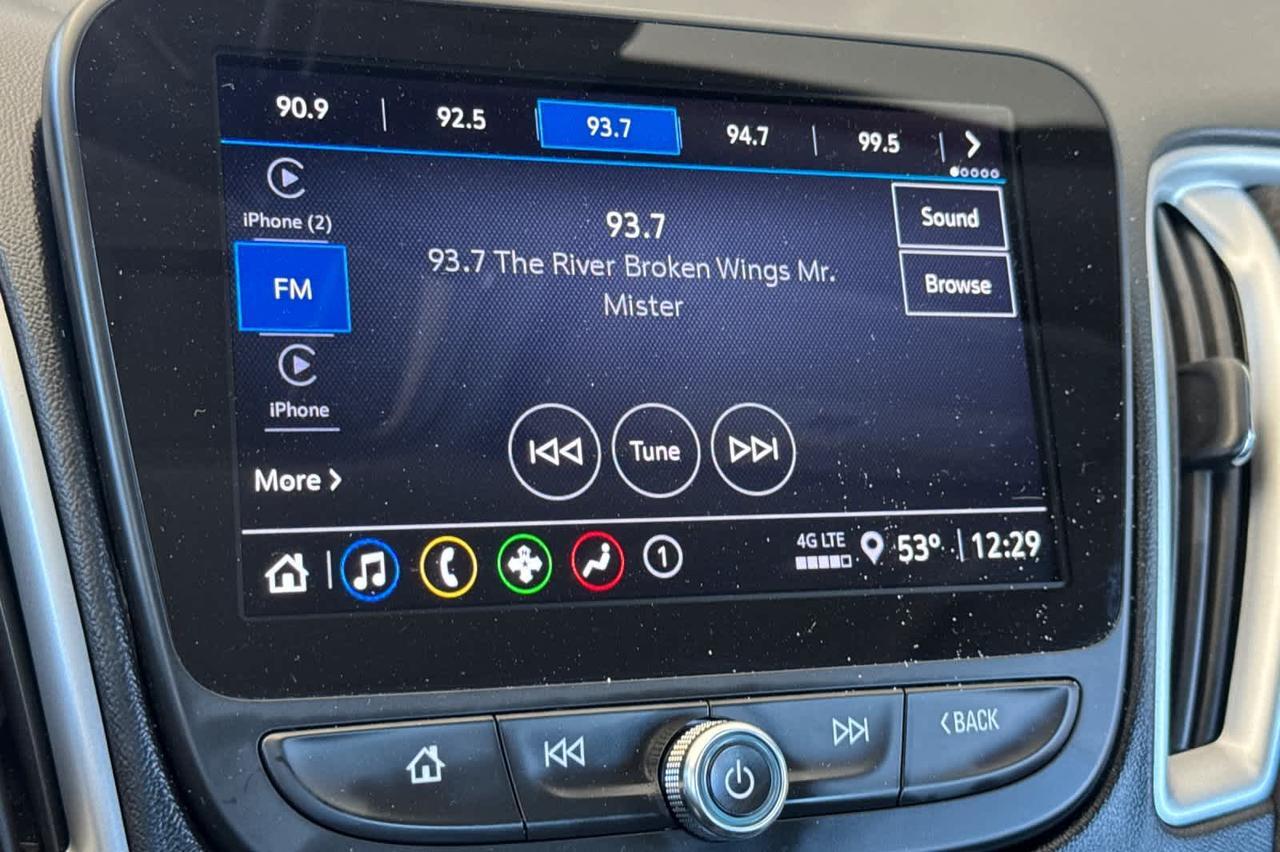 90.9 | 92.5 93.7 94.7 | 99.5 |
iPhone (2)
93.7
Sound
93.7 The River Broken Wings Mr.
Mister
FM
Browse
iPhone
Tune
More
4G LTE
1
53° | 12:29
BACK